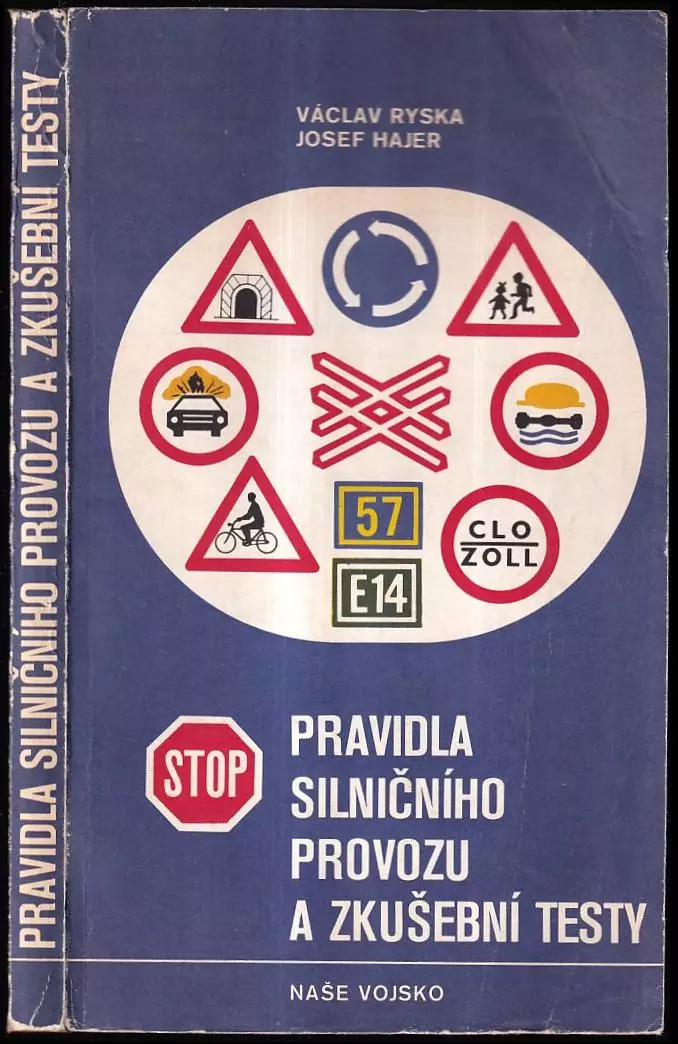 PRAVIDLA SILNIČNÍHO PROVOZU A ZKUŠEBNÍ TESTY
VÁCLAV RYSKA
JOSEF HAJER
57
E14
CLO
ZOLL
STOP
PRAVIDLA
SILNIČNÍHO
PROVOZU
A ZKUŠEBNÍ TESTY
NAŠE VOJSKO